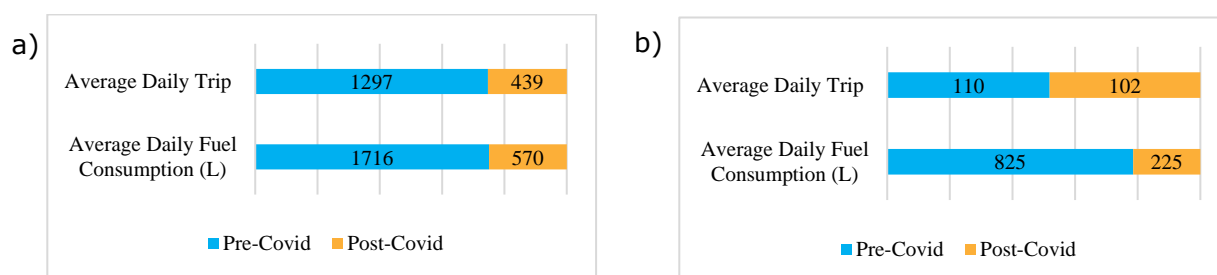 a)
Average Daily Trip
1297
439
Average Daily Fuel
Consumption (L)
1716
570
Pre-Covid
Post-Covid
b)
Average Daily Trip
110
102
Average Daily Fuel
Consumption (L)
825
225
Pre-Covid
Post-Covid